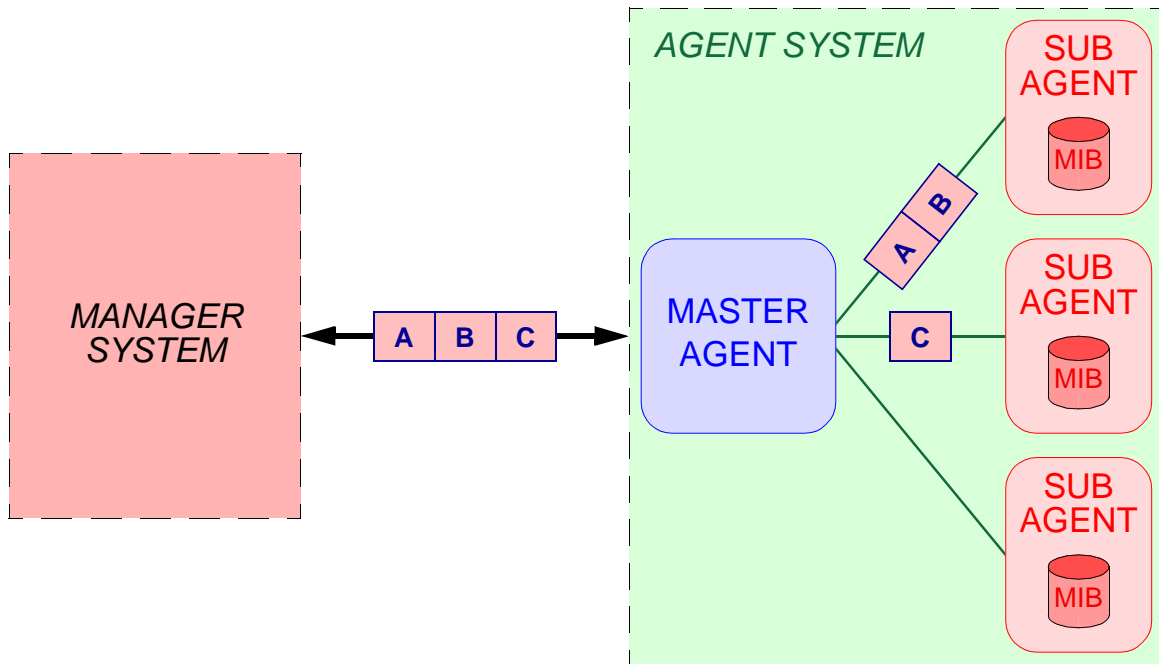 AGENT SYSTEM
SUB
AGENT
MIB
MANAGER
SYSTEM
A B C
MASTER
AGENT
A B
C
SUB
AGENT
MIB
SUB
AGENT
MIB